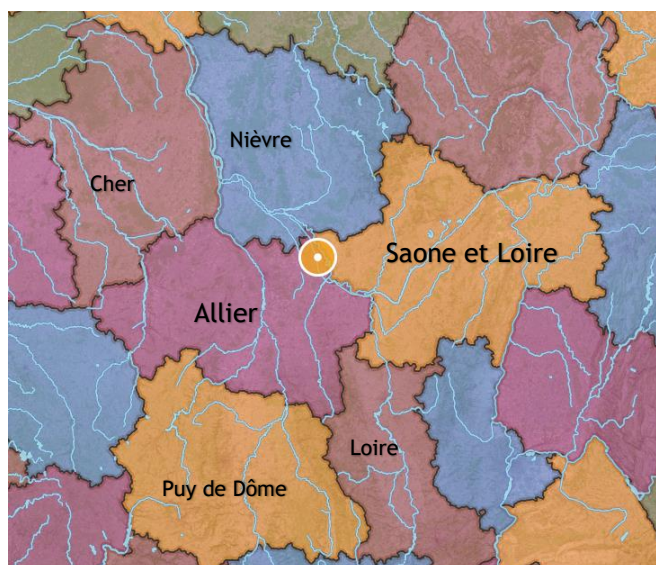 Nièvre
Cher
Saone et Loire
Allier
Loire
Puy de Dôme